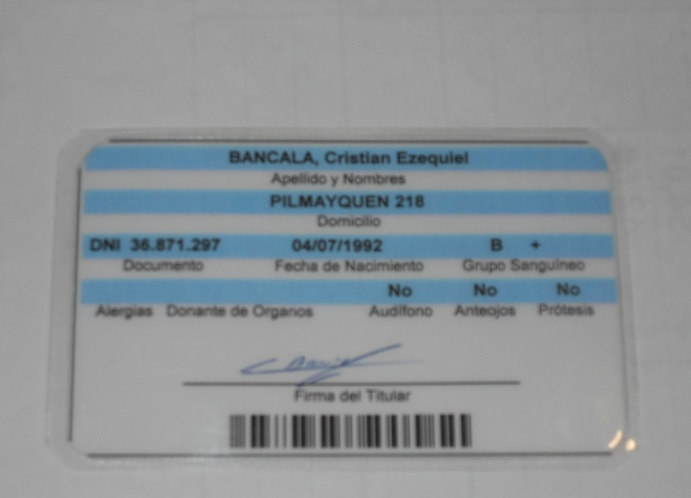 BANCALA, Cristian Ezequiel
Apellido y Nombres
PILMAYQUEN 218
Domicilio
DNI 36.871.297 04/07/1992 B +
Documento Fecha de Nacimiento Grupo Sanguíneo
No No No
Alergias Donante de Organos Audífono Anteojos Prótesis
Firma del Titular